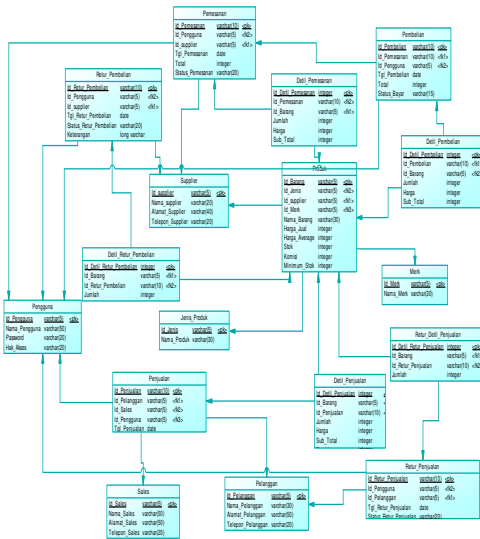 Pemesanan
Id_Pemesanan varchar(10) <pk>
Id_Pengguna varchar(5) <fk2>
Id_supplier varchar(5) <fk1>
Tgl_Pemesanan date
Total integer
Status_Pemesanan varchar(20)
Pembelian
Id_Pembelian varchar(10) <pk>
Id_Pemesanan varchar(10) <fk1>
Id_Pengguna varchar(5) <fk2>
Tgl_Pembelian date
Total integer
Status_Bayar varchar(15)
Retur_Pembelian
Id_Retur_Pembelian varchar(10) <pk>
Id_Pengguna varchar(5) <fk2>
Id_supplier varchar(5) <fk1>
Tgl_Retur_Pembelian date
Status_Retur_Pembelian varchar(20)
Keterangan long varchar
Detil_Pemesanan
Id_Detil_Pemesanan integer <pk>
Id_Pemesanan varchar(10) <fk2>
Id_Barang varchar(5) <fk1>
Jumlah integer
Harga integer
Sub_Total integer
Detil_Pembelian
Id_Detil_Pembelian integer <pk>
Id_Pembelian varchar(10) <fk1
Id_Barang varchar(5) <fk2
Jumlah integer
Harga integer
Sub_Total integer
Supplier
Id_supplier varchar(5) <pk>
Nama_supplier varchar(20)
Alamat_Supplier varchar(40)
Telepon_Supplier varchar(20)
Produk
Id_Barang varchar(5) <pk>
Id_Jenis varchar(5) <fk2>
Id_supplier varchar(5) <fk1>
Id_Merk varchar(5) <fk3>
Nama_Barang varchar(30)
Harga_Jual integer
Harga_Average integer
Stok integer
Komisi integer
Minimum_Stok integer
Detil_Retur_Pembelian
Id_Detil_Retur_Pembelian integer <pk>
Id_Barang varchar(5) <fk1>
Id_Retur_Pembelian varchar(10) <fk2>
Jumlah integer
Merk
Id_Merk varchar(5) <pk>
Nama_Merk varchar(30)
Pengguna
Id_Pengguna varchar(5) <pk>
Nama_Pengguna varchar(50)
Password varchar(20)
Hak_Akses varchar(20)
Jenis_Produk
Id_Jenis varchar(5) <pk>
Nama_Produk varchar(30)
Retur_Detil_Penjualan
Id_Detil_Retur_Penjualan integer <pk>
Id_Barang varchar(5) <fk1
Id_Retur_Penjualan varchar(10) <fk2
Jumlah integer
Penjualan
Id_Penjualan varchar(10) <pk>
Id_Pelanggan varchar(5) <fk1>
Id_Sales varchar(5) <fk3>
Id_Pengguna varchar(5) <fk2>
Tgl_Penjualan date
Detil_Penjualan
Id_Detil_Penjualan integer
Id_Barang varchar(5)
Id_Penjualan varchar(10)
Jumlah integer
Harga integer
Sub_Total integer
Retur_Penjualan
Id_Retur_Penjualan varchar(10) <pk>
Id_Pengguna varchar(5) <fk2>
Id_Pelanggan varchar(5) <fk1>
Tgl_Retur_Penjualan date
Status_Retur_Penjualan varchar(20)
Sales
Id_Sales varchar(5) <pk>
Nama_Sales varchar(50)
Alamat_Sales varchar(50)
Telepon_Sales varchar(20)
Pelanggan
Id_Pelanggan varchar(5) <pk>
Nama_Pelanggan varchar(30)
Alamat_Pelanggan varchar(50)
Telepon_Pelanggan varchar(20)